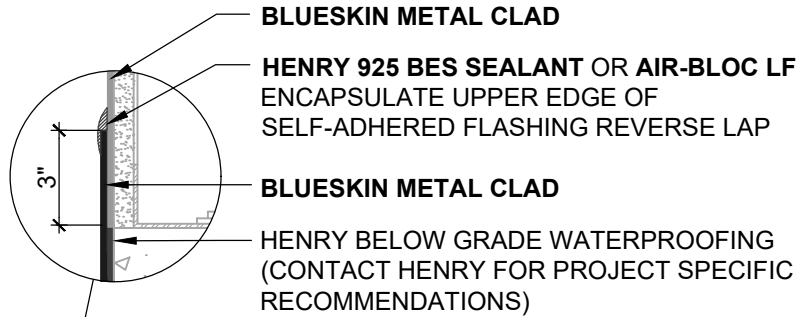 BLUESKIN METAL CLAD
HENRY 925 BES SEALANT OR AIR-BLOC LF
ENCAPSULATE UPPER EDGE OF
SELF-ADHERED FLASHING REVERSE LAP
3"
BLUESKIN METAL CLAD
HENRY BELOW GRADE WATERPROOFING
(CONTACT HENRY FOR PROJECT SPECIFIC
RECOMMENDATIONS)